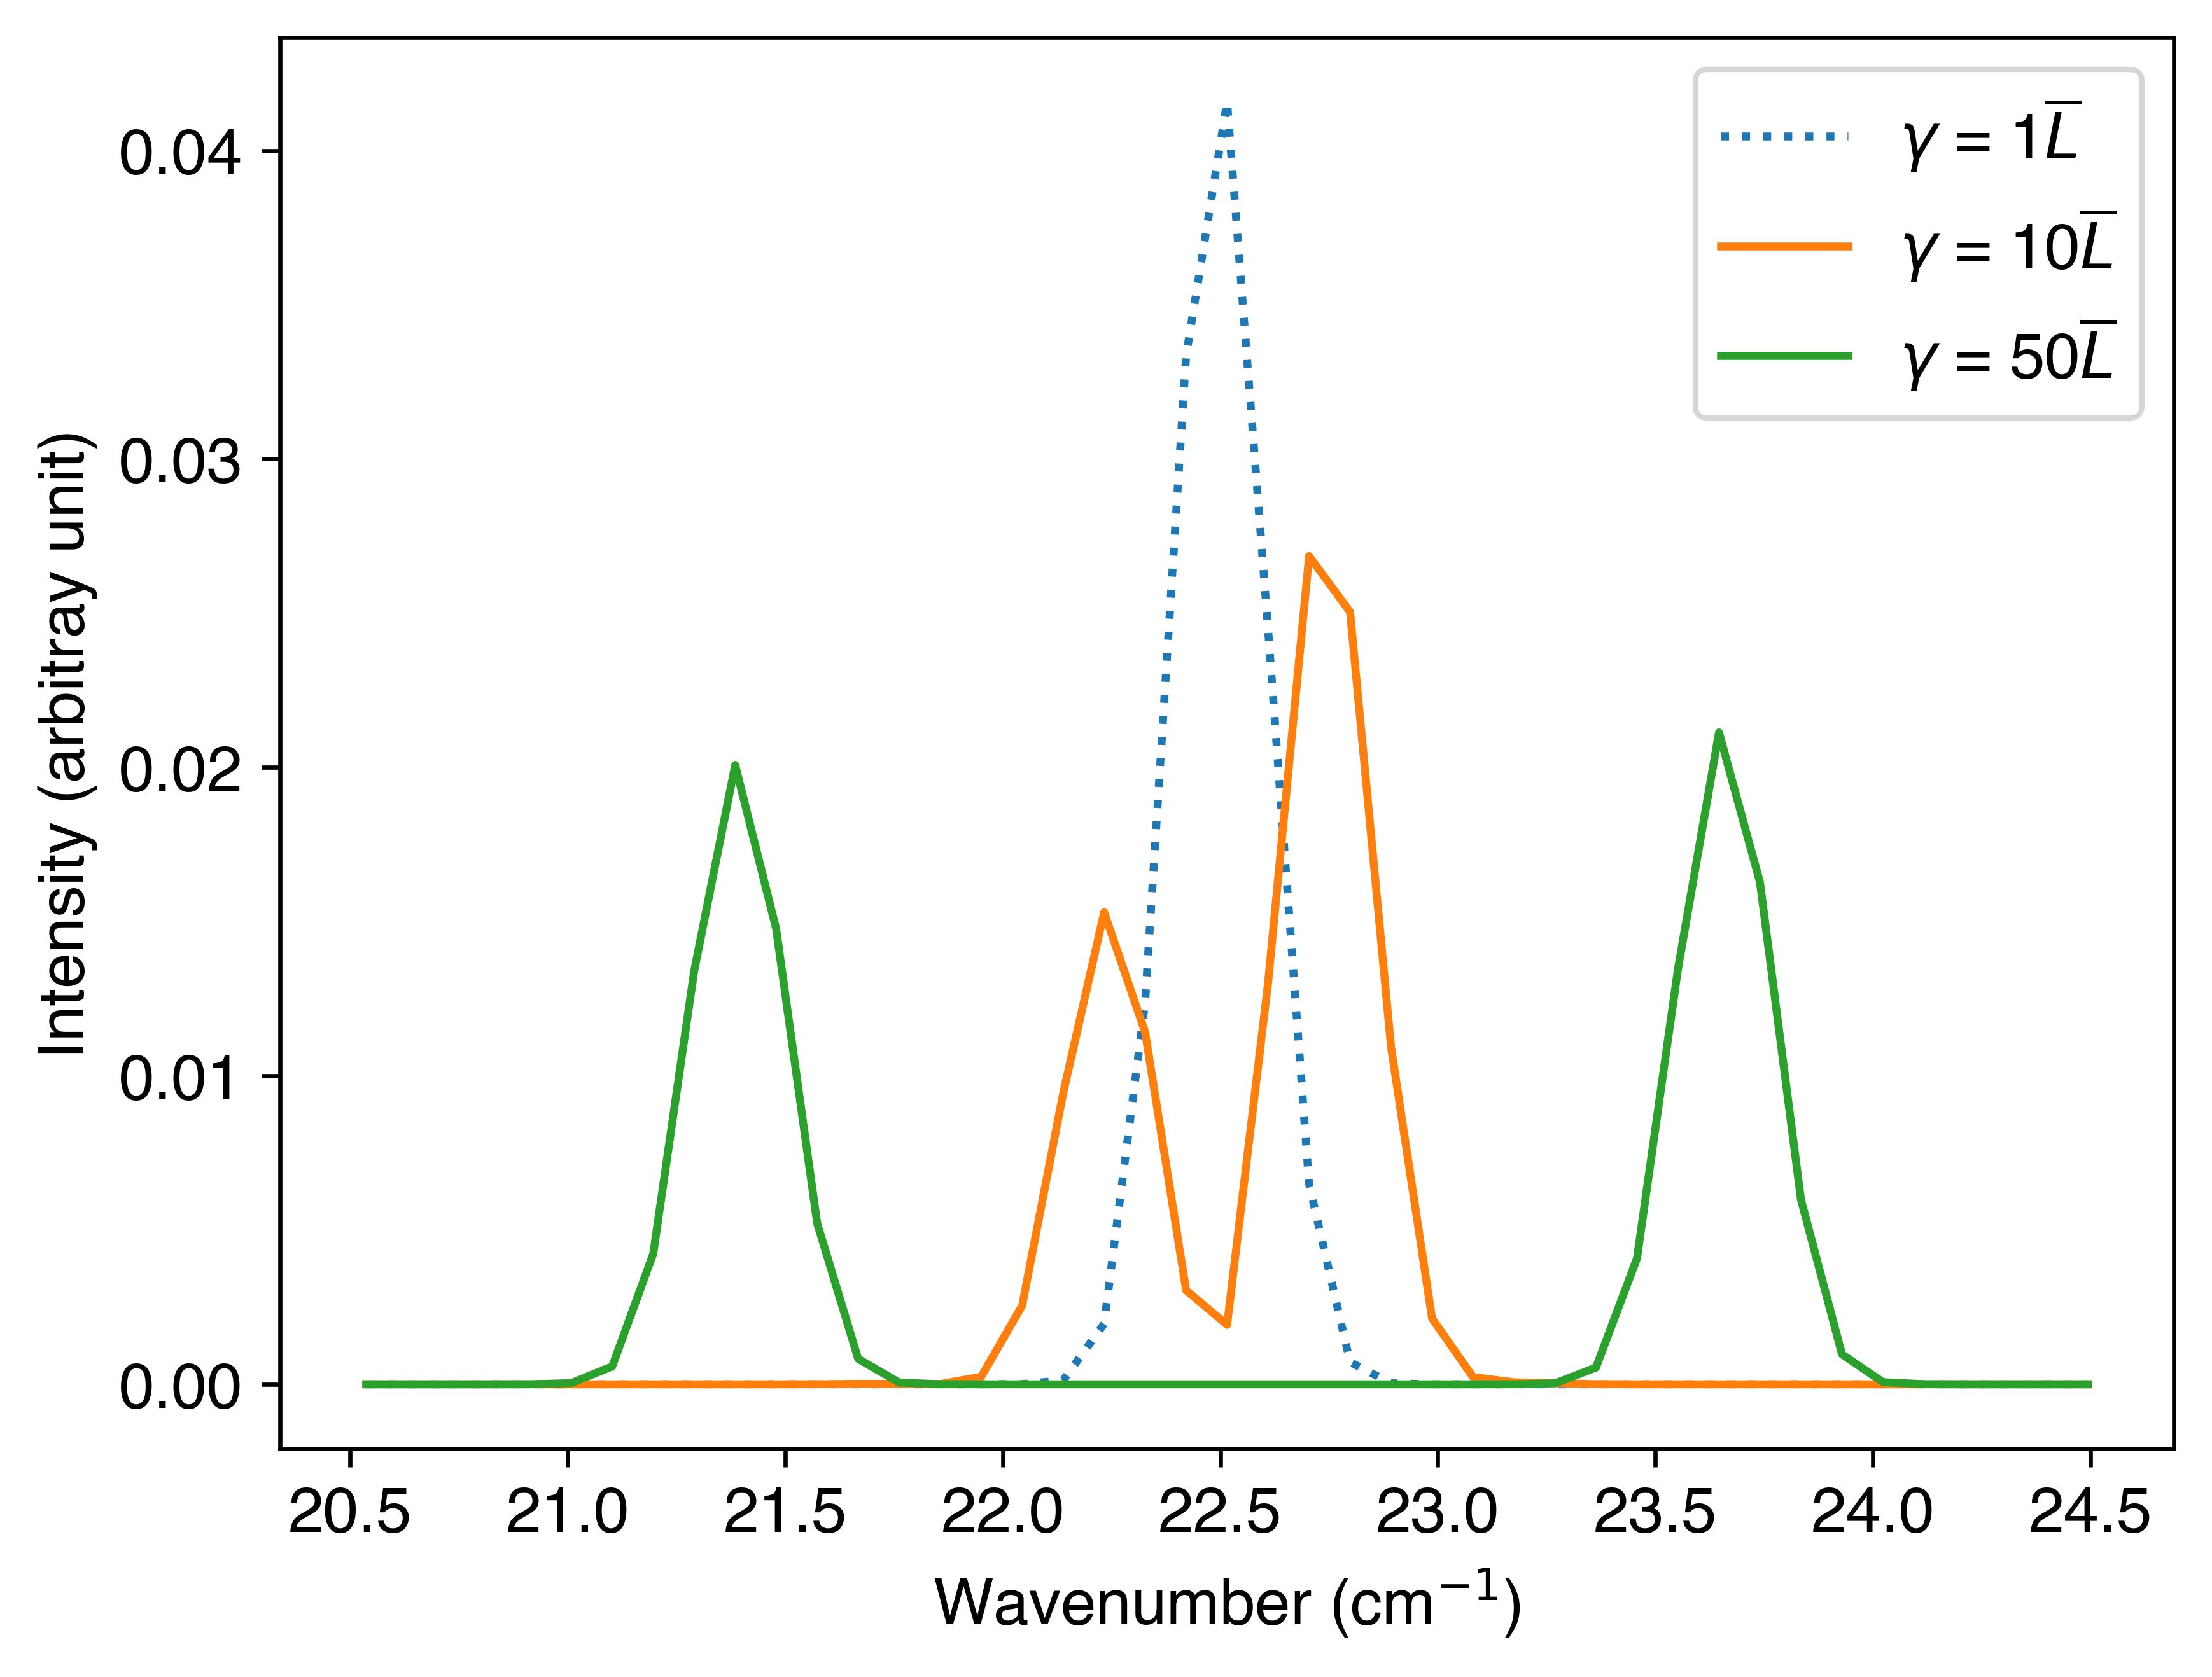 γ = 1L̅
γ = 10L̅
γ = 50L̅
Intensity (arbitray unit)
0.04
0.03
0.02
0.01
0.00
20.5 21.0 21.5 22.0 22.5 23.0 23.5 24.0 24.5
Wavenumber (cm⁻¹)